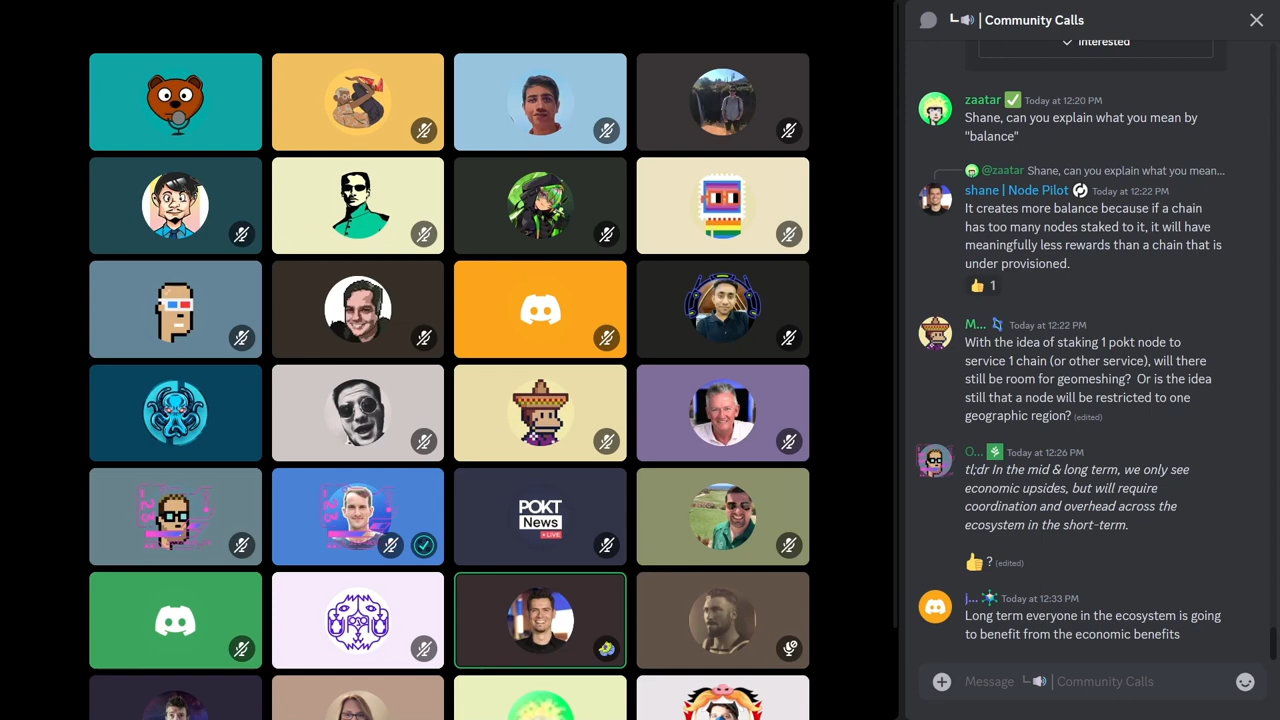 Community Calls
Interested
zaatar Today at 12:20 PM
Shane, can you explain what you mean by
"balance"
@zaatar Shane, can you explain what you mean...
shane | Node Pilot Today at 12:22 PM
It creates more balance because if a chain
has too many nodes staked to it, it will have
meaningfully less rewards than a chain that is
under provisioned.
👍 1
M... Today at 12:22 PM
With the idea of staking 1 pokt node to
service 1 chain (or other service), will there
still be room for geomeshing? Or is the idea
still that a node will be restricted to one
geographic region? (edited)
O... Today at 12:26 PM
tl;dr In the mid & long term, we only see
economic upsides, but will require
coordination and overhead across the
ecosystem in the short-term.
👍 ? (edited)
j... Today at 12:33 PM
Long term everyone in the ecosystem is going
to benefit from the economic benefits
Message Community Calls
POKT
News
LIVE